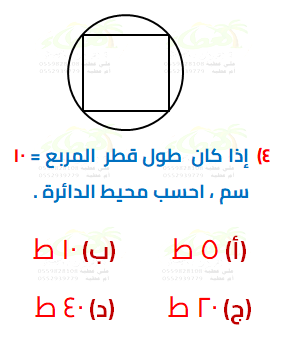 ٤) إذا كان طول قطر المربع = ١٠
سم ، احسب محيط الدائرة .
(أ) ٥ ط (ب) ١٠ ط
(ج) ٢٠ ط (د) ٤٠ ط